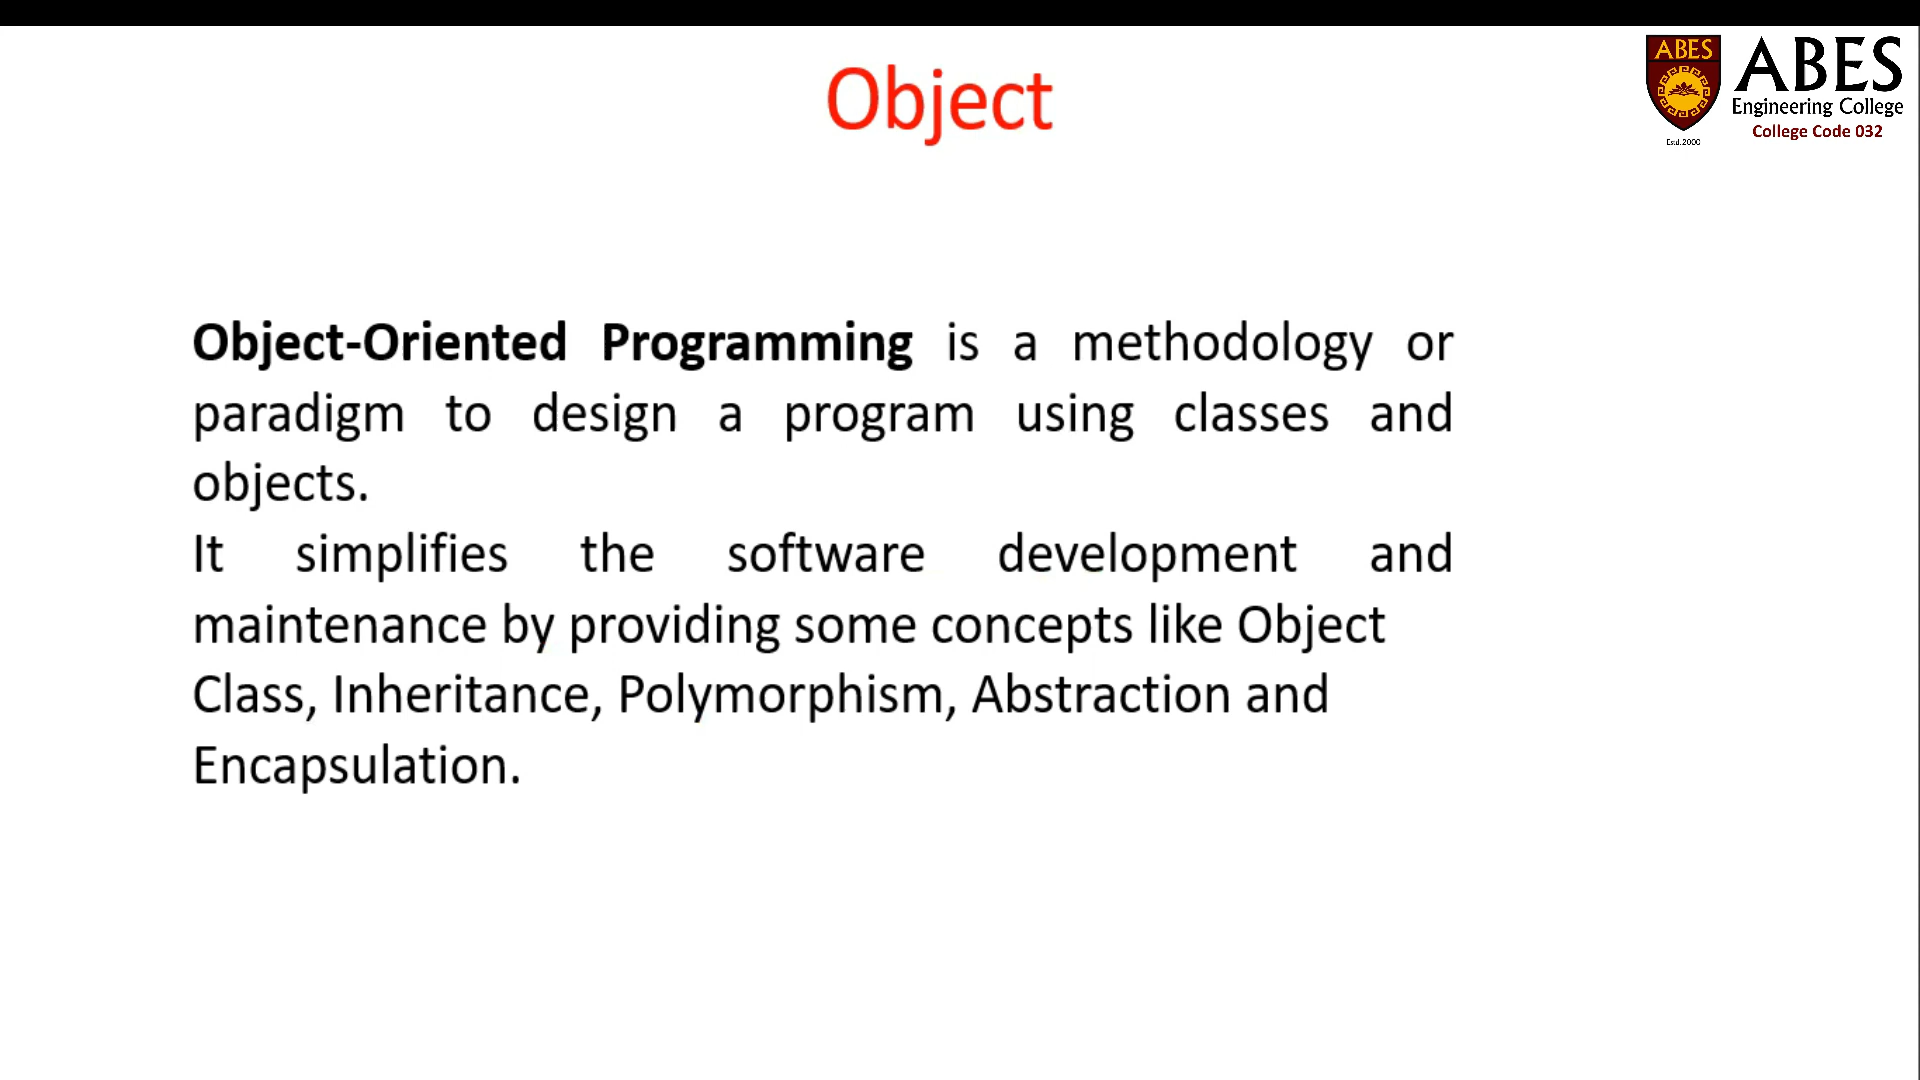 Object
ABES
ABES
Engineering College
College Code 032
Estd.2000
Object-Oriented Programming is a methodology or
paradigm to design a program using classes and
objects.
It simplifies the software development and
maintenance by providing some concepts like Object
Class, Inheritance, Polymorphism, Abstraction and
Encapsulation.